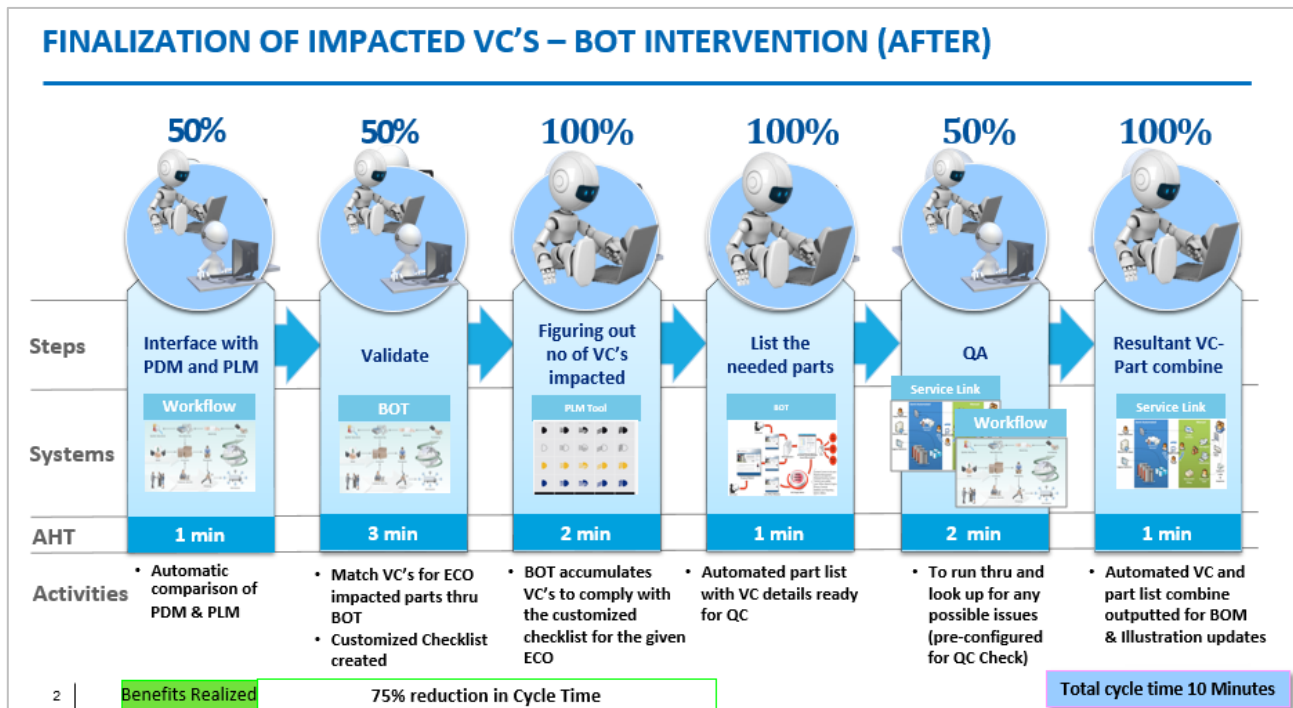 FINALIZATION OF IMPACTED VC'S – BOT INTERVENTION (AFTER)
50%
50%
100%
100%
50%
100%
Steps
Interface with
PDM and PLM
Validate
Figuring out
no of VC's
impacted
List the
needed parts
QA
Resultant VC-
Part combine
Systems
Workflow
BOT
PLM Tool
BOT
Service Link
Workflow
Service Link
AHT
1 min
3 min
2 min
1 min
2 min
1 min
Activities
• Automatic
comparison of
PDM & PLM
• Match VC's for ECO
impacted parts thru
BOT
• Customized Checklist
created
• BOT accumulates
VC's to comply with
the customized
checklist for the given
ECO
• Automated part list
with VC details ready
for QC
• To run thru and
look up for any
possible issues
(pre-configured
for QC Check)
• Automated VC and
part list combine
outputted for BOM
& Illustration updates
2
Benefits Realized
75% reduction in Cycle Time
Total cycle time 10 Minutes